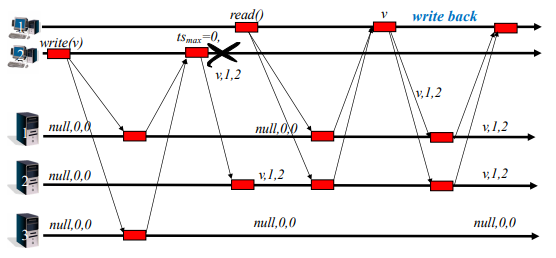 read()
v
write back
1
ts_max=0,
write(v)
2
v,1,2
v,1,2
null,0,0
null,0,0
v,1,2
1
null,0,0
v,1,2
v,1,2
2
null,0,0
null,0,0
null,0,0
3